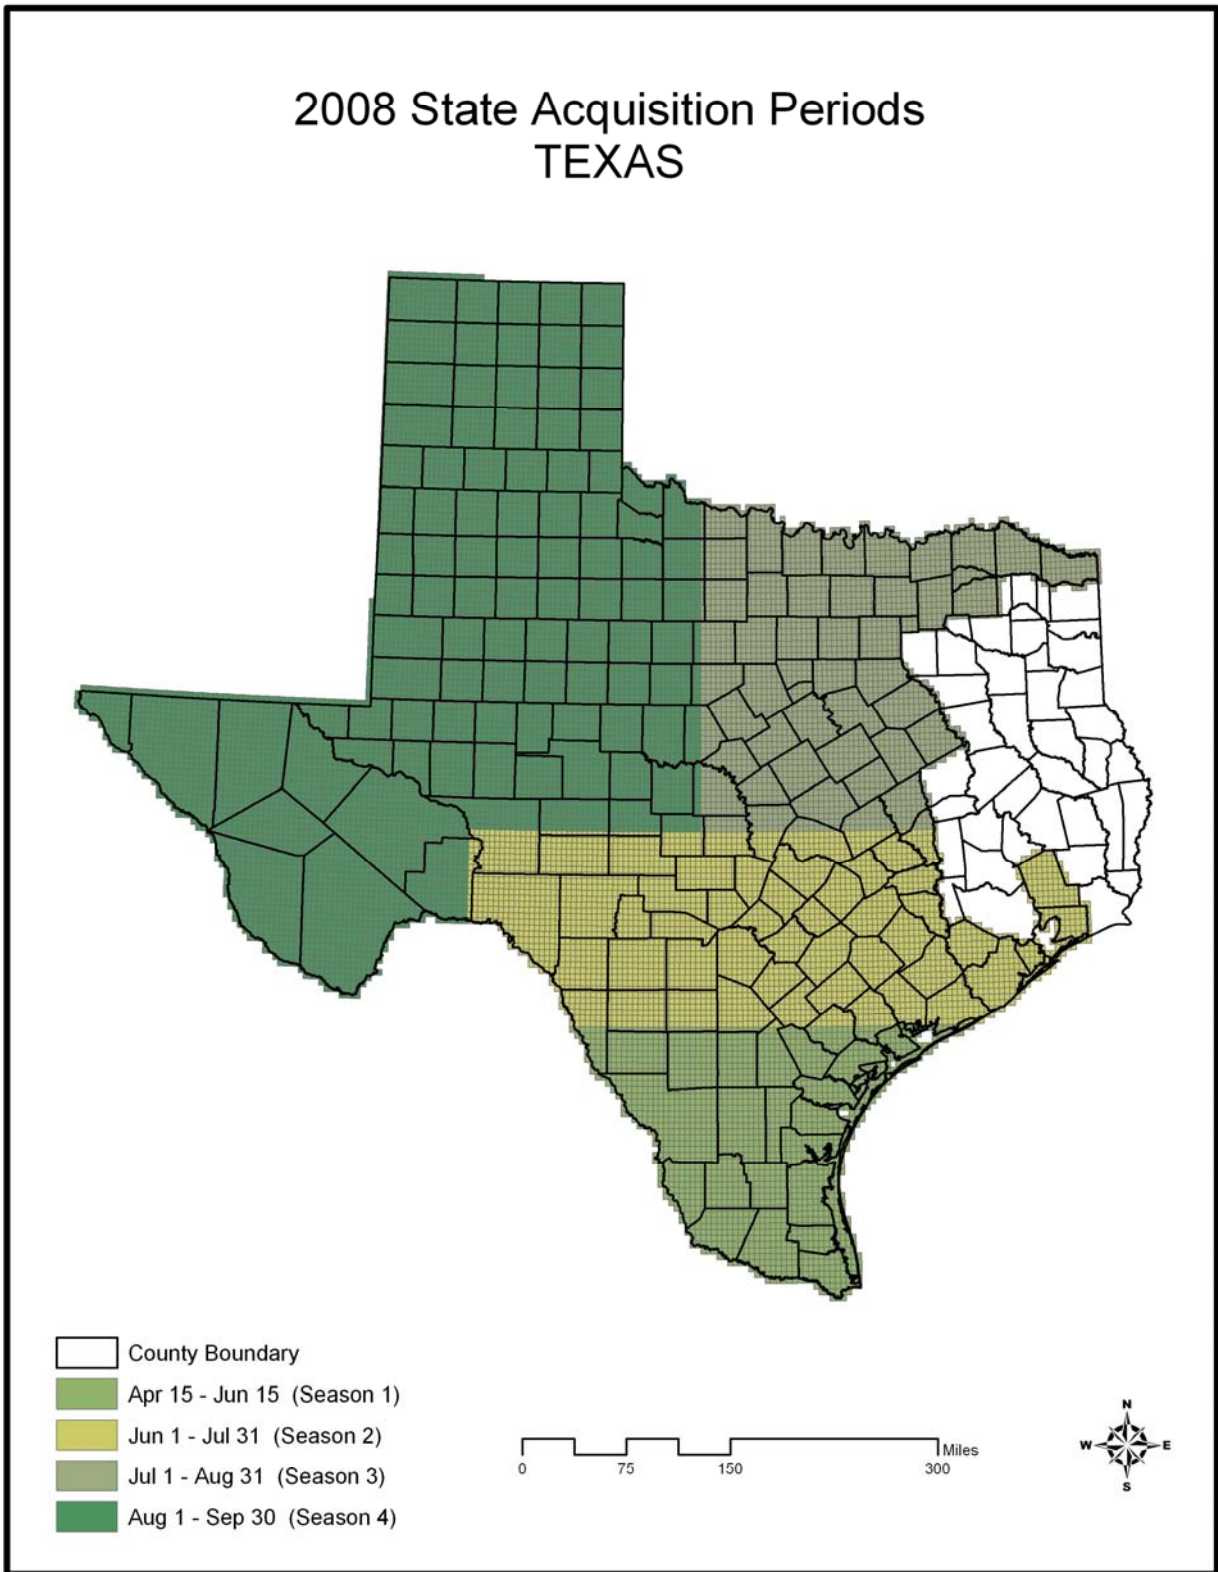 2008 State Acquisition Periods
TEXAS
County Boundary
Apr 15 - Jun 15 (Season 1)
Jun 1 - Jul 31 (Season 2)
Jul 1 - Aug 31 (Season 3)
Aug 1 - Sep 30 (Season 4)
Miles
0 75 150 300
N
W E
S